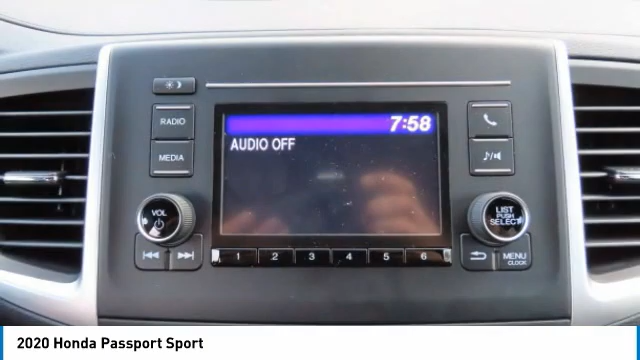 7:58
RADIO
AUDIO OFF
MEDIA
VOL
LIST
PUSH
SELECT
1 2 3 4 5 6
MENU
CLOCK
2020 Honda Passport Sport